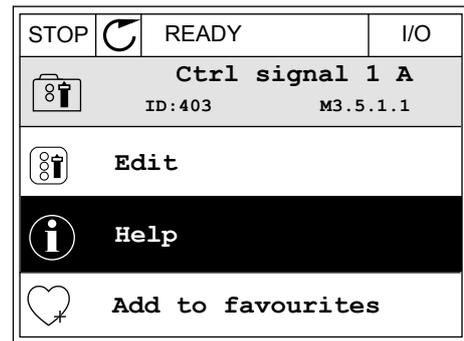 STOP READY I/O
Ctrl signal 1 A
ID:403 M3.5.1.1
Edit
Help
Add to favourites